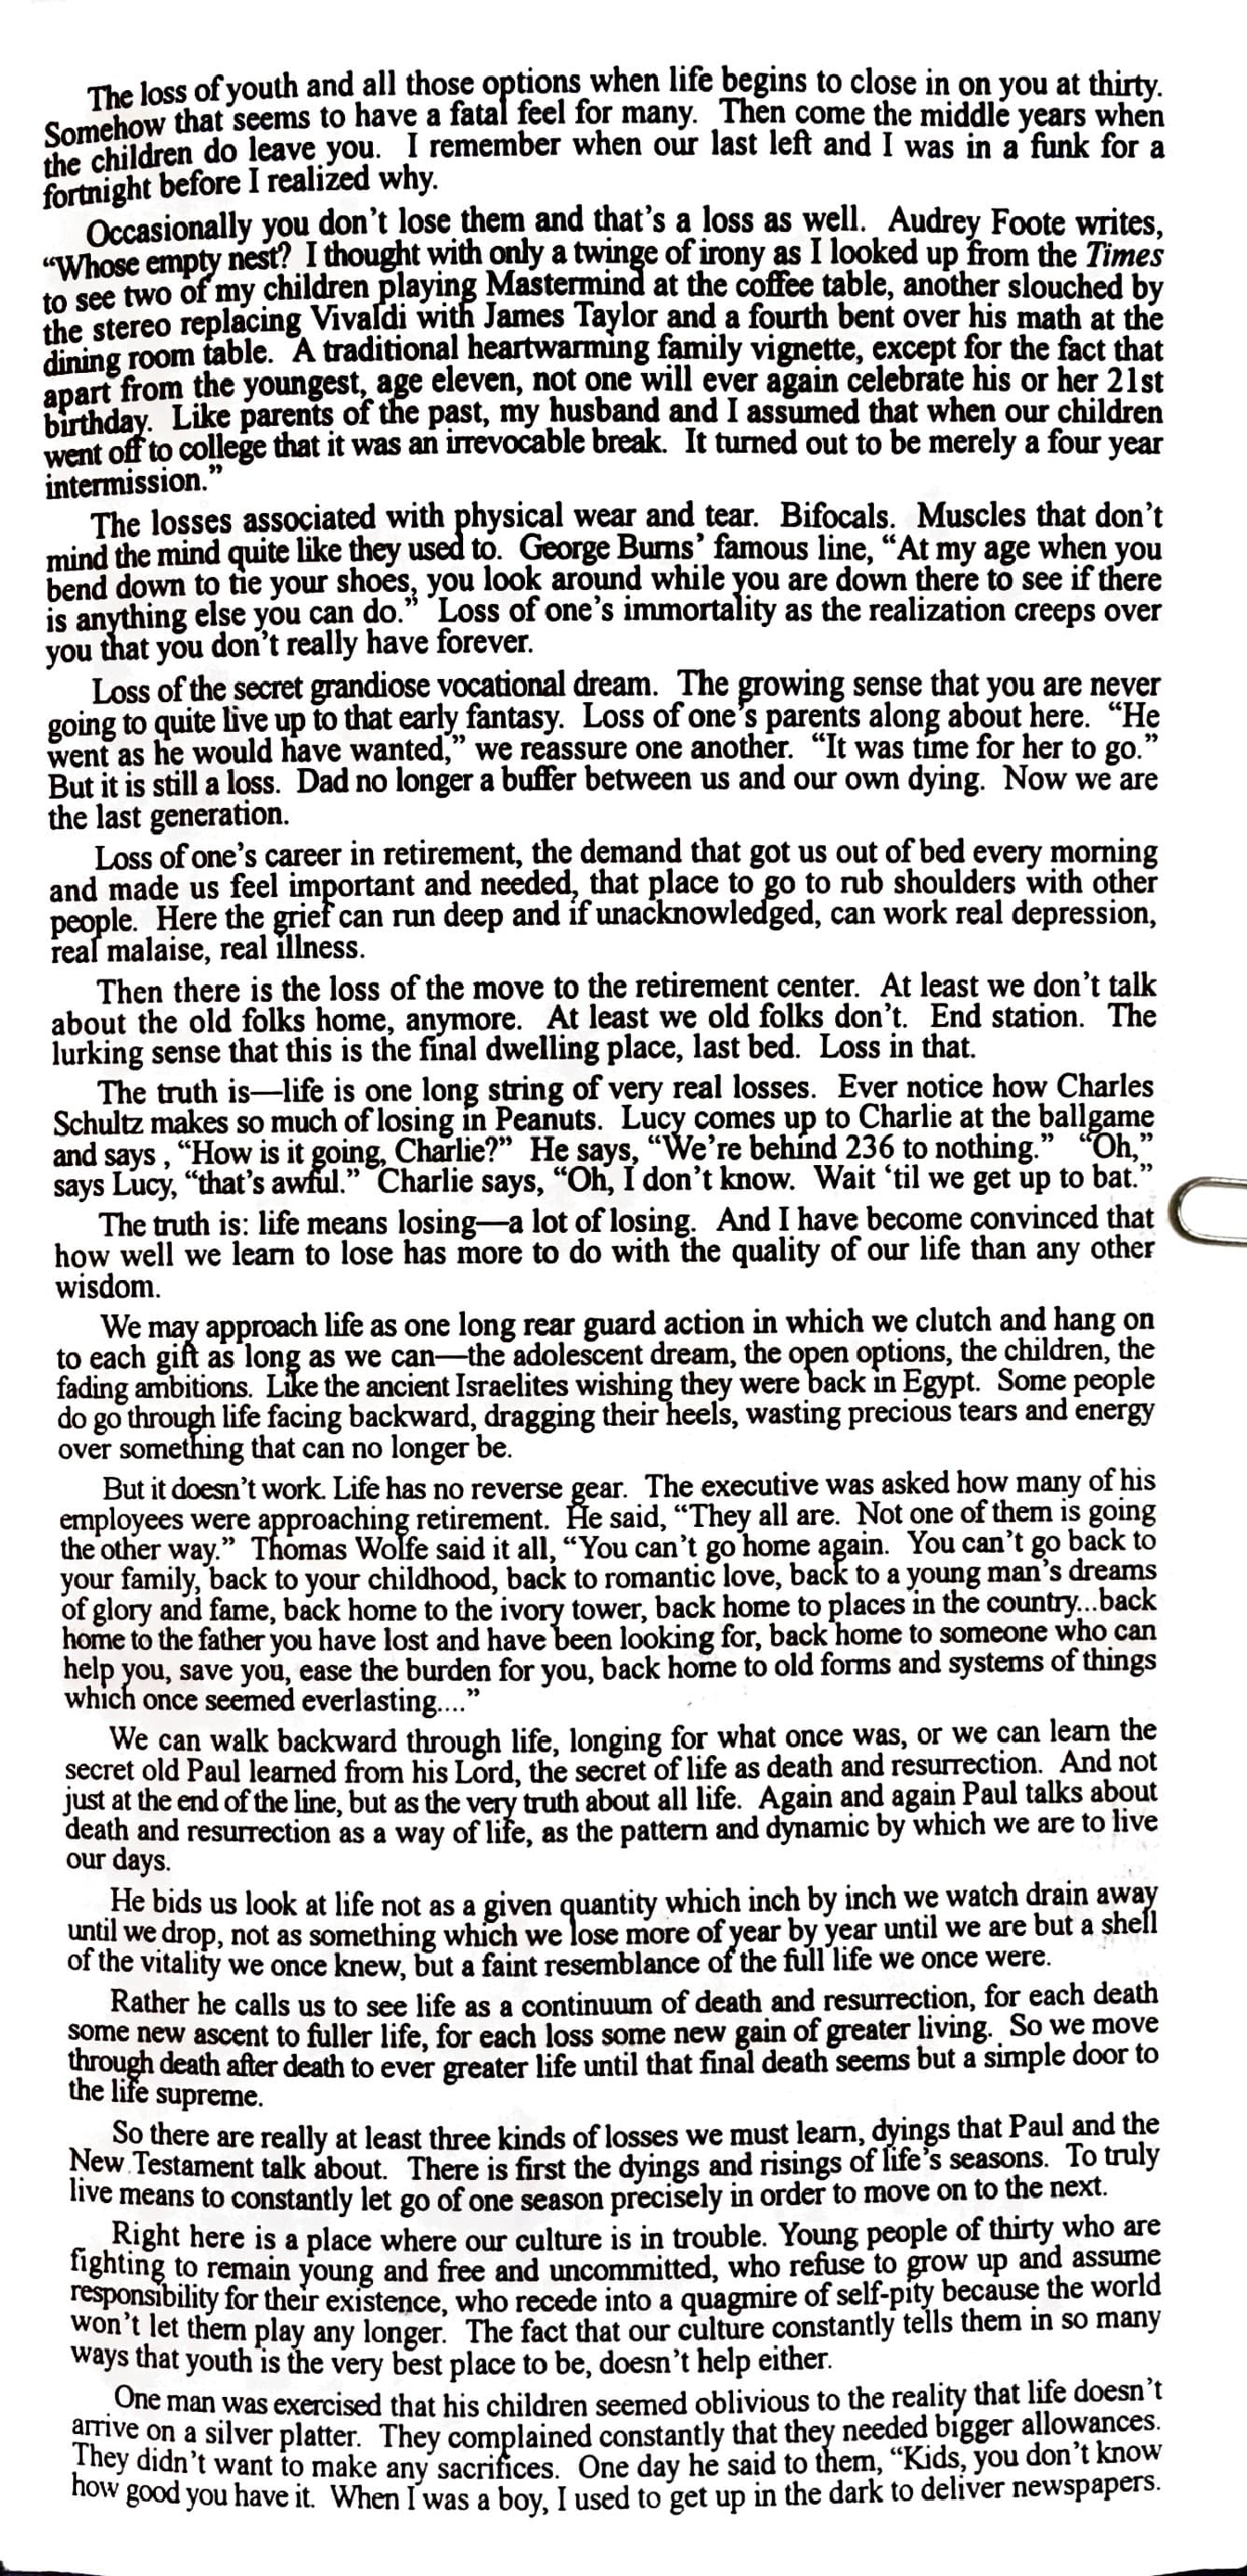 The loss of youth and all those options when life begins to close in on you at thirty.
Somehow that seems to have a fatal feel for many. Then come the middle years when
the children do leave you. I remember when our last left and I was in a funk for a
fortnight before I realized why.
Occasionally you don't lose them and that's a loss as well. Audrey Foote writes,
“Whose empty nest? I thought with only a twinge of irony as I looked up from the Times
to see two of my children playing Mastermind at the coffee table, another slouched by
the stereo replacing Vivaldi with James Taylor and a fourth bent over his math at the
dining room table. A traditional heartwarming family vignette, except for the fact that
apart from the youngest, age eleven, not one will ever again celebrate his or her 21st
birthday. Like parents of the past, my husband and I assumed that when our children
went off to college that it was an irrevocable break. It turned out to be merely a four year
intermission.”
The losses associated with physical wear and tear. Bifocals. Muscles that don't
mind the mind quite like they used to. George Burns' famous line, “At my age when you
bend down to tie your shoes, you look around while you are down there to see if there
is anything else you can do.” Loss of one's immortality as the realization creeps over
you that you don't really have forever.
Loss of the secret grandiose vocational dream. The growing sense that you are never
going to quite live up to that early fantasy. Loss of one's parents along about here. “He
went as he would have wanted,” we reassure one another. “It was time for her to go.”
But it is still a loss. Dad no longer a buffer between us and our own dying. Now we are
the last generation.
Loss of one's career in retirement, the demand that got us out of bed every morning
and made us feel important and needed, that place to go to rub shoulders with other
people. Here the grief can run deep and if unacknowledged, can work real depression,
real malaise, real illness.
Then there is the loss of the move to the retirement center. At least we don't talk
about the old folks home, anymore. At least we old folks don't. End station. The
lurking sense that this is the final dwelling place, last bed. Loss in that.
The truth is—life is one long string of very real losses. Ever notice how Charles
Schultz makes so much of losing in Peanuts. Lucy comes up to Charlie at the ballgame
and says , “How is it going, Charlie?” He says, “We're behind 236 to nothing.” “Oh,”
says Lucy, “that's awful.” Charlie says, “Oh, I don't know. Wait ‘til we get up to bat.”
The truth is: life means losing—a lot of losing. And I have become convinced that
how well we learn to lose has more to do with the quality of our life than any other
wisdom.
We may approach life as one long rear guard action in which we clutch and hang on
to each gift as long as we can—the adolescent dream, the open options, the children, the
fading ambitions. Like the ancient Israelites wishing they were back in Egypt. Some people
do go through life facing backward, dragging their heels, wasting precious tears and energy
over something that can no longer be.
But it doesn't work. Life has no reverse gear. The executive was asked how many of his
employees were approaching retirement. He said, “They all are. Not one of them is going
the other way.” Thomas Wolfe said it all, “You can't go home again. You can't go back to
your family, back to your childhood, back to romantic love, back to a young man's dreams
of glory and fame, back home to the ivory tower, back home to places in the country...back
home to the father you have lost and have been looking for, back home to someone who can
help you, save you, ease the burden for you, back home to old forms and systems of things
which once seemed everlasting....”
We can walk backward through life, longing for what once was, or we can learn the
secret old Paul learned from his Lord, the secret of life as death and resurrection. And not
just at the end of the line, but as the very truth about all life. Again and again Paul talks about
death and resurrection as a way of life, as the pattern and dynamic by which we are to live
our days.
He bids us look at life not as a given quantity which inch by inch we watch drain away
until we drop, not as something which we lose more of year by year until we are but a shell
of the vitality we once knew, but a faint resemblance of the full life we once were.
Rather he calls us to see life as a continuum of death and resurrection, for each death
some new ascent to fuller life, for each loss some new gain of greater living. So we move
through death after death to ever greater life until that final death seems but a simple door to
the life supreme.
So there are really at least three kinds of losses we must learn, dyings that Paul and the
New Testament talk about. There is first the dyings and risings of life's seasons. To truly
live means to constantly let go of one season precisely in order to move on to the next.
Right here is a place where our culture is in trouble. Young people of thirty who are
fighting to remain young and free and uncommitted, who refuse to grow up and assume
responsibility for their existence, who recede into a quagmire of self-pity because the world
won't let them play any longer. The fact that our culture constantly tells them in so many
ways that youth is the very best place to be, doesn't help either.
One man was exercised that his children seemed oblivious to the reality that life doesn't
arrive on a silver platter. They complained constantly that they needed bigger allowances.
They didn't want to make any sacrifices. One day he said to them, “Kids, you don't know
how good you have it. When I was a boy, I used to get up in the dark to deliver newspapers.